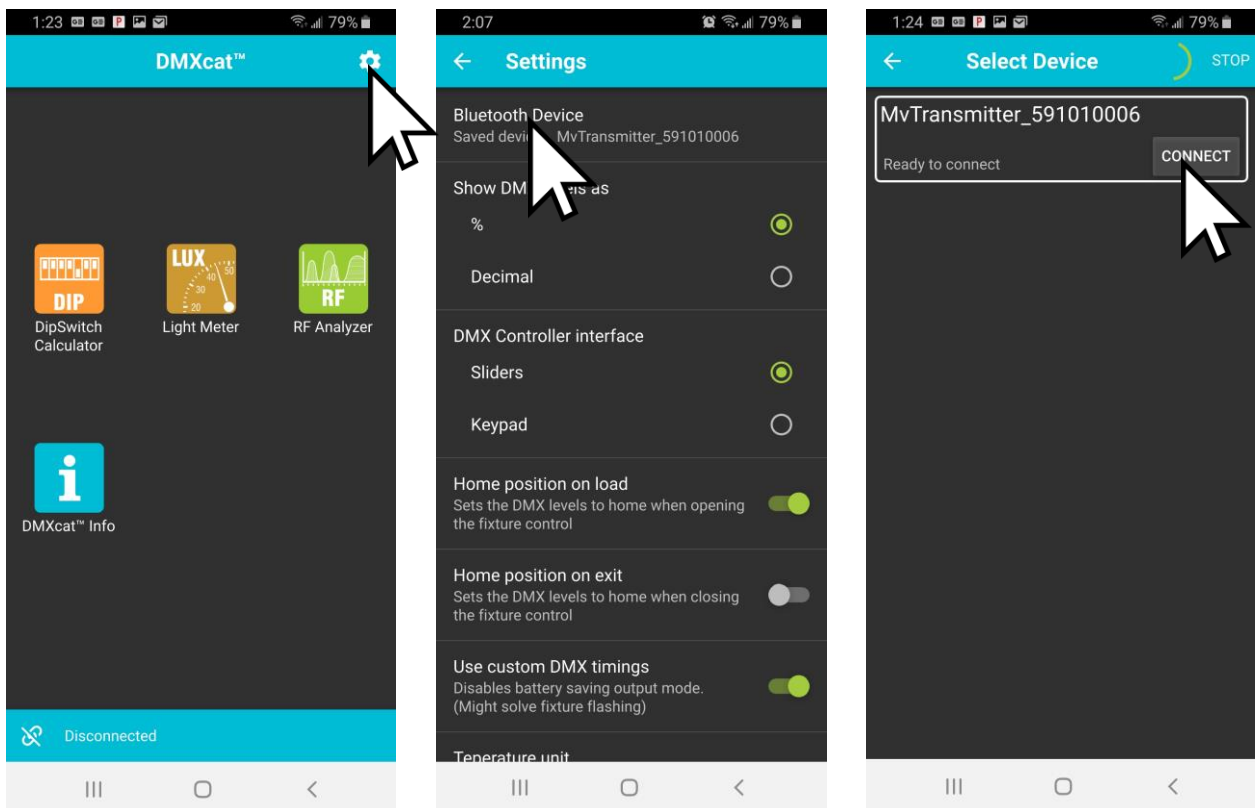 1:23 79%
DMXcat™
DIP
DipSwitch
Calculator
LUX
20 30 40 50
Light Meter
RF
RF Analyzer
i
DMXcat™ Info
Disconnected
2:07 79%
Settings
Bluetooth Device
Saved MvTransmitter_591010006
Show as
%
Decimal
DMX Controller interface
Sliders
Keypad
Home position on load
Sets the DMX levels to home when opening
the fixture control
Home position on exit
Sets the DMX levels to home when closing
the fixture control
Use custom DMX timings
Disables battery saving output mode.
(Might solve fixture flashing)
Teperature unit
1:24 79%
Select Device STOP
MvTransmitter_591010006
Ready to connect
CONNECT